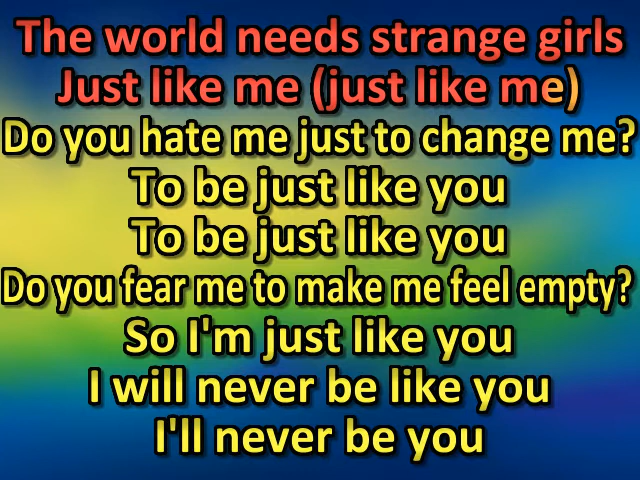 The world needs strange girls
Just like me (just like me)
Do you hate me just to change me?
To be just like you
To be just like you
Do you fear me to make me feel empty?
So I'm just like you
I will never be like you
I'll never be you